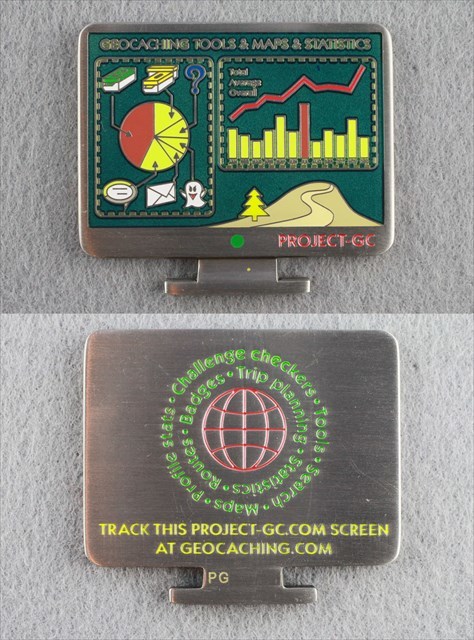 GEOCACHING TOOLS & MAPS & STATISTICS
Total
Average
Overall
PROJECT-GC
Challenge checkers • Tools • Search • Maps • Profile stats •
Badges • Trip planning • Statistics • Routes •
TRACK THIS PROJECT-GC.COM SCREEN
AT GEOCACHING.COM
PG